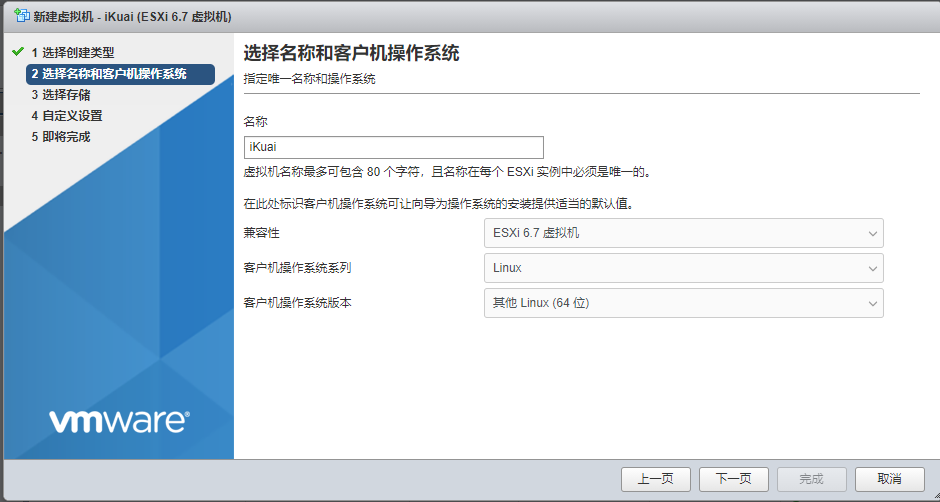 新建虚拟机 - iKuai (ESXi 6.7 虚拟机)
1 选择创建类型
2 选择名称和客户机操作系统
3 选择存储
4 自定义设置
5 即将完成
vmware®
选择名称和客户机操作系统
指定唯一名称和操作系统
名称
iKuai
虚拟机名称最多可包含 80 个字符，且名称在每个 ESXi 实例中必须是唯一的。
在此处标识客户机操作系统可让向导为操作系统的安装提供适当的默认值。
兼容性 ESXi 6.7 虚拟机
客户机操作系统系列 Linux
客户机操作系统版本 其他 Linux (64 位)
上一页 下一页 完成 取消